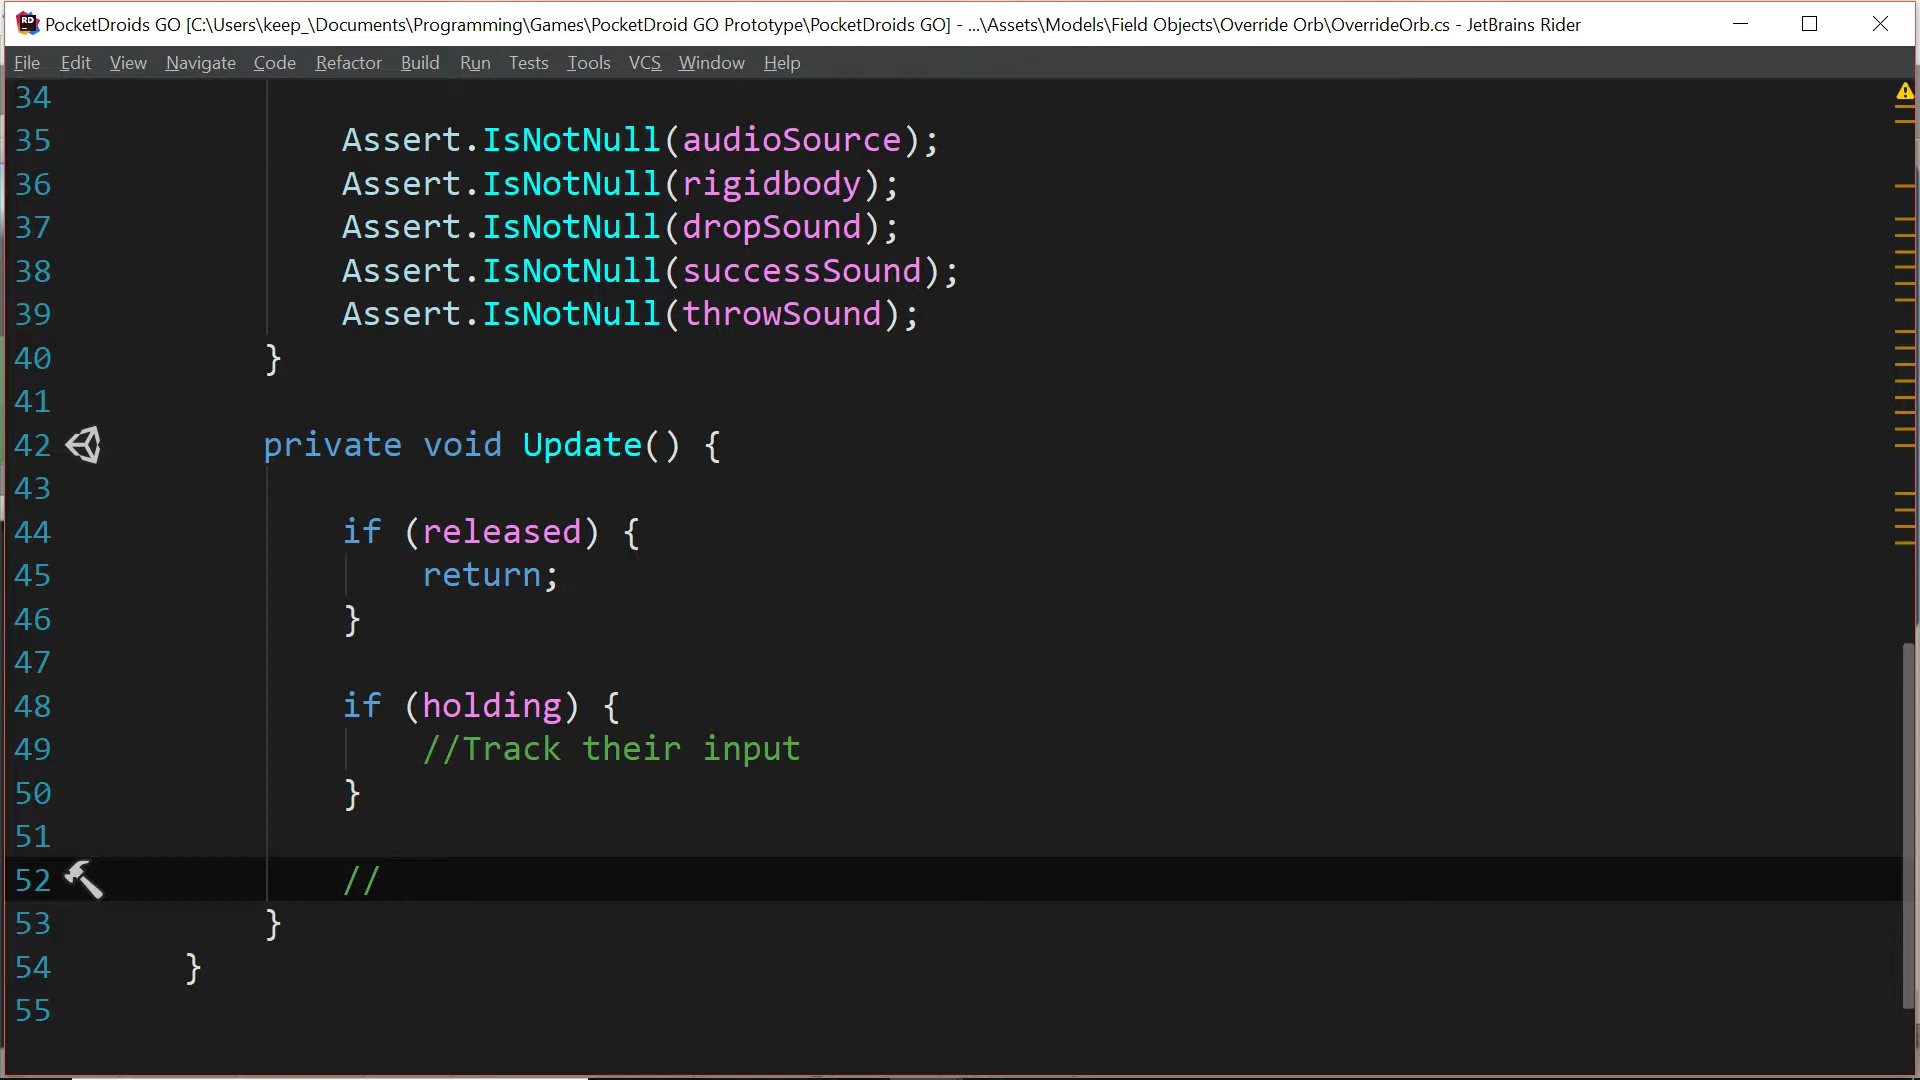 PocketDroids GO [C:\Users\keep_\Documents\Programming\Games\PocketDroid GO Prototype\PocketDroids GO] - ...\Assets\Models\Field Objects\Override Orb\OverrideOrb.cs - JetBrains Rider
File Edit View Navigate Code Refactor Build Run Tests Tools VCS Window Help
34
35 Assert.IsNotNull(audioSource);
36 Assert.IsNotNull(rigidbody);
37 Assert.IsNotNull(dropSound);
38 Assert.IsNotNull(successSound);
39 Assert.IsNotNull(throwSound);
40 }
41
42 private void Update() {
43
44 if (released) {
45 return;
46 }
47
48 if (holding) {
49 //Track their input
50 }
51
52 //
53 }
54 }
55